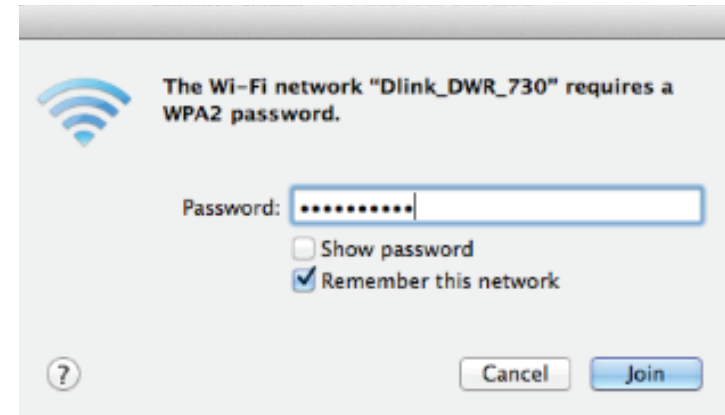 The Wi-Fi network "Dlink_DWR_730" requires a
WPA2 password.
Password: ••••••••••
Show password
Remember this network
? Cancel Join